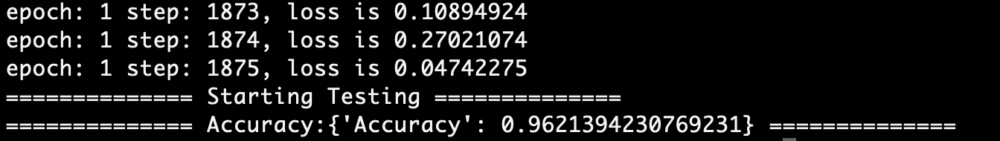 epoch: 1 step: 1873, loss is 0.10894924
epoch: 1 step: 1874, loss is 0.27021074
epoch: 1 step: 1875, loss is 0.04742275
============== Starting Testing ==============
============== Accuracy:{'Accuracy': 0.9621394230769231} ==============